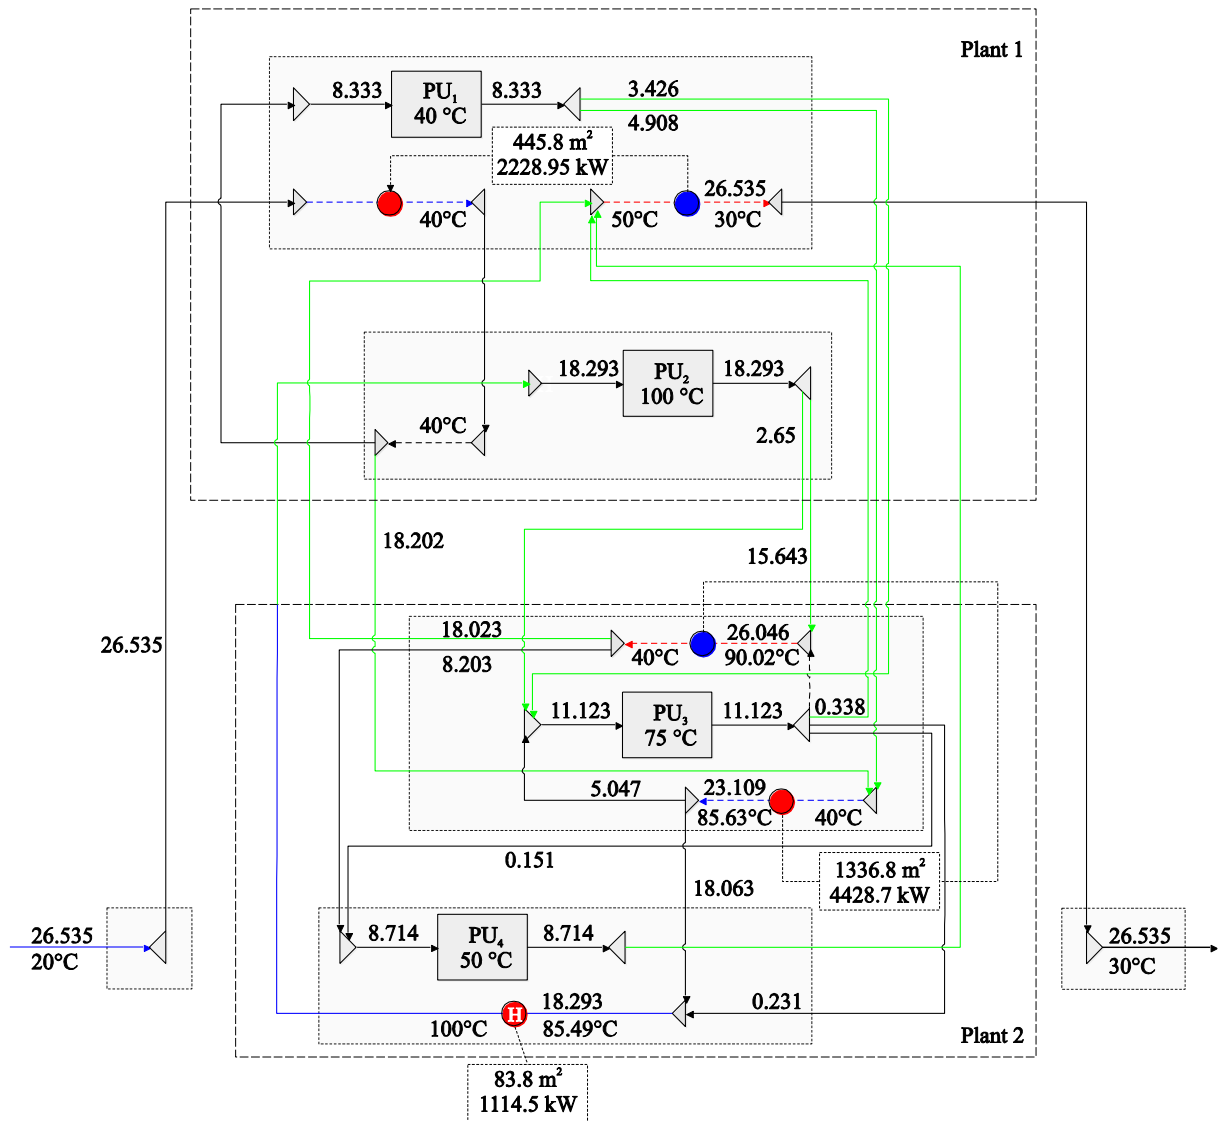 Plant 1
8.333
PU1
40 °C
8.333
3.426
4.908
445.8 m2
2228.95 kW
40°C
50°C
26.535
30°C
18.293
PU2
100 °C
18.293
40°C
2.65
18.202
15.643
26.535
18.023
8.203
40°C
26.046
90.02°C
11.123
PU3
75 °C
11.123
0.338
5.047
23.109
85.63°C
40°C
0.151
1336.8 m2
4428.7 kW
18.063
26.535
20°C
8.714
PU4
50 °C
8.714
26.535
30°C
H
100°C
18.293
85.49°C
0.231
Plant 2
83.8 m2
1114.5 kW